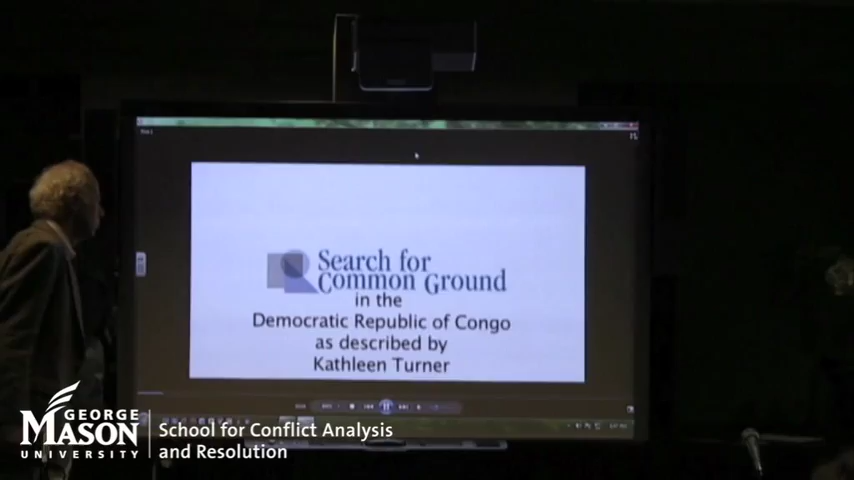 Search for
Common Ground
in the
Democratic Republic of Congo
as described by
Kathleen Turner
GEORGE
MASON
UNIVERSITY
School for Conflict Analysis
and Resolution